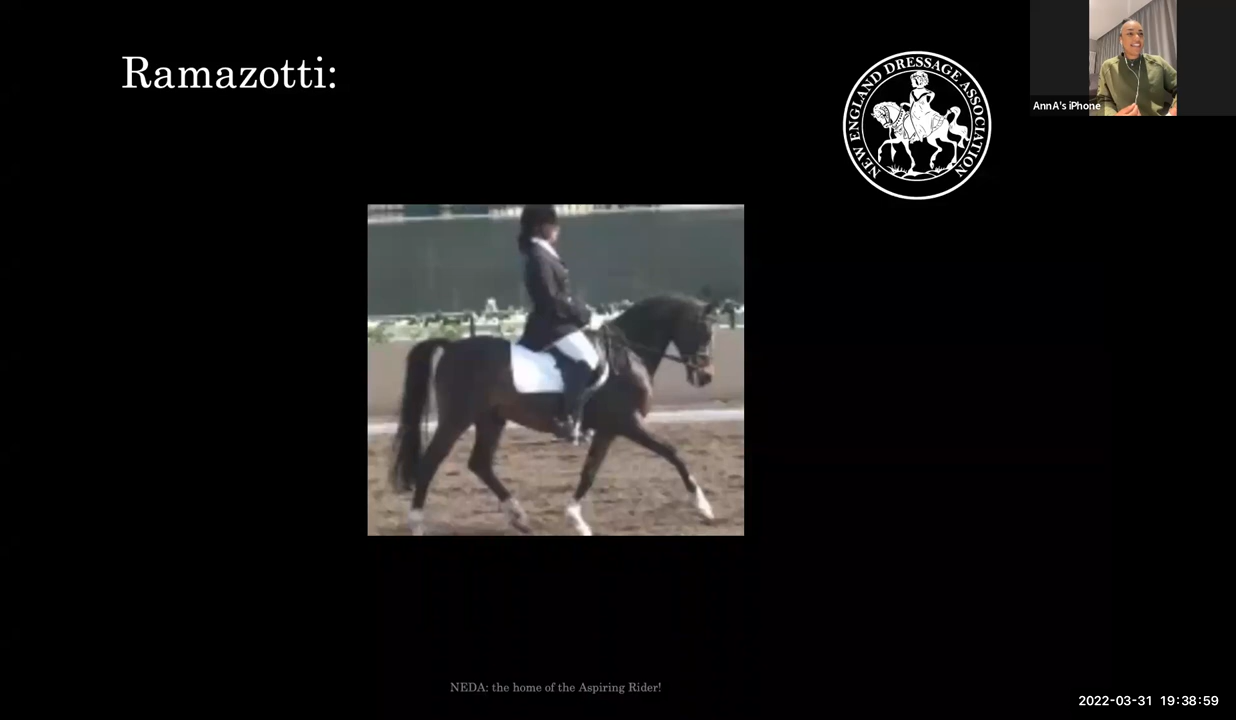 Ramazotti:
NEW ENGLAND DRESSAGE ASSOCIATION
AnnA's iPhone
NEDA: the home of the Aspiring Rider!
2022-03-31 19:38:59